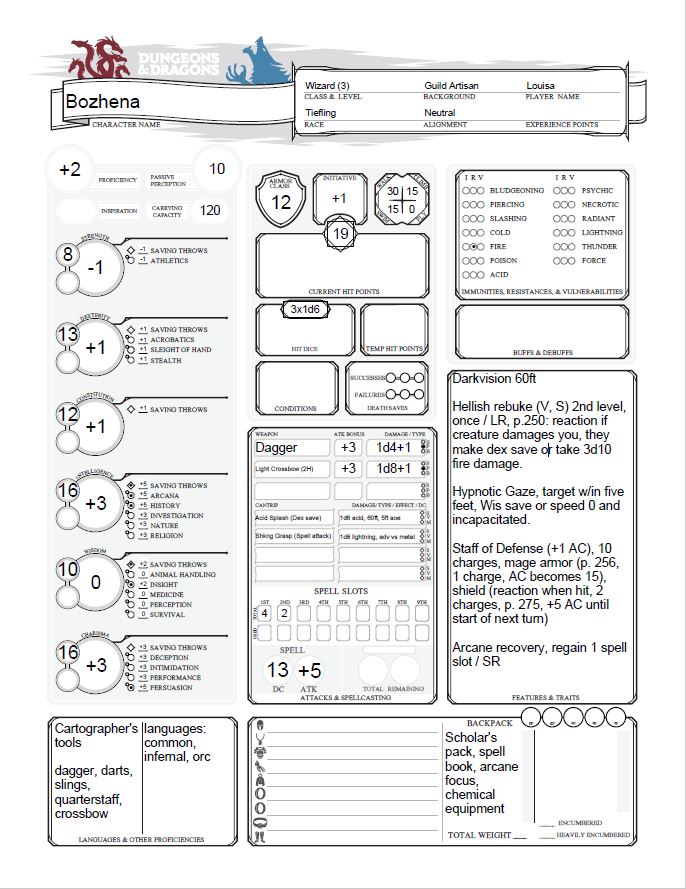 DUNGEONS
&DRAGONS
Bozhena
CHARACTER NAME
Wizard (3) Guild Artisan Louisa
CLASS & LEVEL BACKGROUND PLAYER NAME
Tiefling Neutral
RACE ALIGNMENT EXPERIENCE POINTS
+2 PROFICIENCY PASSIVE PERCEPTION 10
INSPIRATION CARRYING CAPACITY 120
STRENGTH
8 -1
-1 SAVING THROWS
-1 ATHLETICS
DEXTERITY
13 +1
+1 SAVING THROWS
+1 ACROBATICS
+1 SLEIGHT OF HAND
+1 STEALTH
CONSTITUTION
12 +1
+1 SAVING THROWS
INTELLIGENCE
16 +3
+5 SAVING THROWS
+5 ARCANA
+5 HISTORY
+3 INVESTIGATION
+3 NATURE
+3 RELIGION
WISDOM
10 0
+2 SAVING THROWS
0 ANIMAL HANDLING
+2 INSIGHT
0 MEDICINE
0 PERCEPTION
0 SURVIVAL
CHARISMA
16 +3
+3 SAVING THROWS
+3 DECEPTION
+3 INTIMIDATION
+3 PERFORMANCE
+5 PERSUASION
ARMOR
CLASS
12
INITIATIVE
+1
WALK CLIMB
30 15
15 0
SWIM FLY
19
CURRENT HIT POINTS
3x1d6
HIT DICE
TEMP HIT POINTS
CONDITIONS
SUCCESSES
FAILURES
DEATH SAVES
WEAPON ATK BONUS DAMAGE / TYPE
Dagger +3 1d4+1 S P B
Light Crossbow (2H) +3 1d8+1 S P B
S P B
CANTRIP DAMAGE/ TYPE / EFFECT / DC
Acid Splash (Dex save) 1d6 acid, 60ft, 5ft aoe S V M
Shkng Grasp (Spell attack) 1d8 lightning, adv vs metal S V M
S V M
S V M
SPELL SLOTS
1ST 2ND 3RD 4TH 5TH 6TH 7TH 8TH 9TH
TOTAL 4 2
USED
SPELL
13 +5
DC ATK
TOTAL REMAINING
ATTACKS & SPELLCASTING
I R V I R V
BLUDGEONING PSYCHIC
PIERCING NECROTIC
SLASHING RADIANT
COLD LIGHTNING
FIRE THUNDER
POISON FORCE
ACID
IMMUNITIES, RESISTANCES, & VULNERABILITIES
BUFFS & DEBUFFS
Darkvision 60ft
Hellish rebuke (V, S) 2nd level,
once / LR, p.250: reaction if
creature damages you, they
make dex save or take 3d10
fire damage.
Hypnotic Gaze, target w/in five
feet, Wis save or speed 0 and
incapacitated.
Staff of Defense (+1 AC), 10
charges, mage armor (p. 256,
1 charge, AC becomes 15),
shield (reaction when hit, 2
charges, p. 275, +5 AC until
start of next turn)
Arcane recovery, regain 1 spell
slot / SR
FEATURES & TRAITS
Cartographer's
tools
dagger, darts,
slings,
quarterstaff,
crossbow
languages:
common,
infernal, orc
LANGUAGES & OTHER PROFICIENCIES
BACKPACK
Scholar's
pack, spell
book, arcane
focus,
chemical
equipment
ENCUMBERED
TOTAL WEIGHT HEAVILY ENCUMBERED